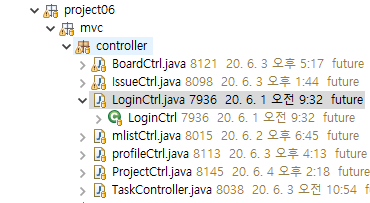 project06
mvc
controller
BoardCtrl.java 8121 20. 6. 3 오후 5:17 future
IssueCtrl.java 8098 20. 6. 3 오후 1:44 future
LoginCtrl.java 7936 20. 6. 1 오전 9:32 future
LoginCtrl 7936 20. 6. 1 오전 9:32 future
mlistCtrl.java 8015 20. 6. 2 오후 6:45 future
profileCtrl.java 8113 20. 6. 3 오후 4:13 future
ProjectCtrl.java 8145 20. 6. 4 오후 2:18 future
TaskController.java 8038 20. 6. 3 오전 10:54 future